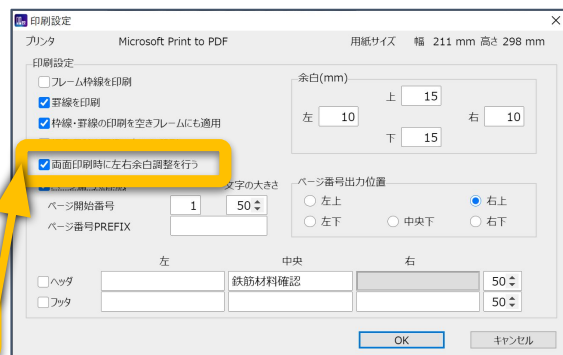 印刷設定
プリンタ Microsoft Print to PDF 用紙サイズ 幅 211 mm 高さ 298 mm
印刷設定
フレーム枠線を印刷
罫線を印刷
枠線・罫線の印刷を空きフレームにも適用
両面印刷時に左右余白調整を行う
文字の大きさ
ページ開始番号 1 50
ページ番号PREFIX
余白(mm)
上 15
左 10 右 10
下 15
ページ番号出力位置
左上 右上
左下 中央下 右下
左 中央 右
ヘッダ 鉄筋材料確認 50
フッタ 50
OK キャンセル